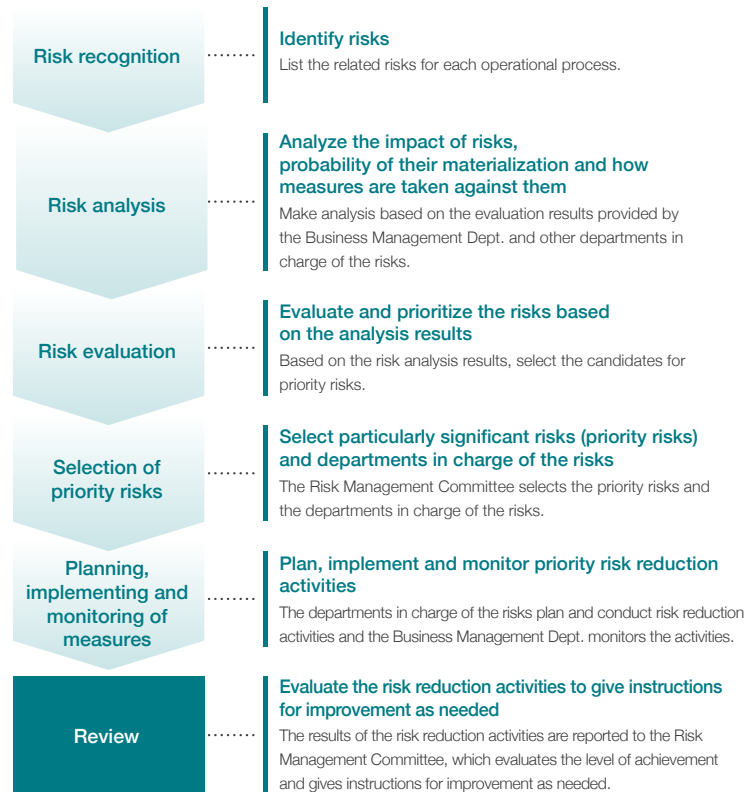 Risk recognition
Identify risks
List the related risks for each operational process.
Risk analysis
Analyze the impact of risks,
probability of their materialization and how
measures are taken against them
Make analysis based on the evaluation results provided by
the Business Management Dept. and other departments in
charge of the risks.
Risk evaluation
Evaluate and prioritize the risks based
on the analysis results
Based on the risk analysis results, select the candidates for
priority risks.
Selection of
priority risks
Select particularly significant risks (priority risks)
and departments in charge of the risks
The Risk Management Committee selects the priority risks and
the departments in charge of the risks.
Planning,
implementing and
monitoring of
measures
Plan, implement and monitor priority risk reduction
activities
The departments in charge of the risks plan and conduct risk reduction
activities and the Business Management Dept. monitors the activities.
Review
Evaluate the risk reduction activities to give instructions
for improvement as needed
The results of the risk reduction activities are reported to the Risk
Management Committee, which evaluates the level of achievement
and gives instructions for improvement as needed.